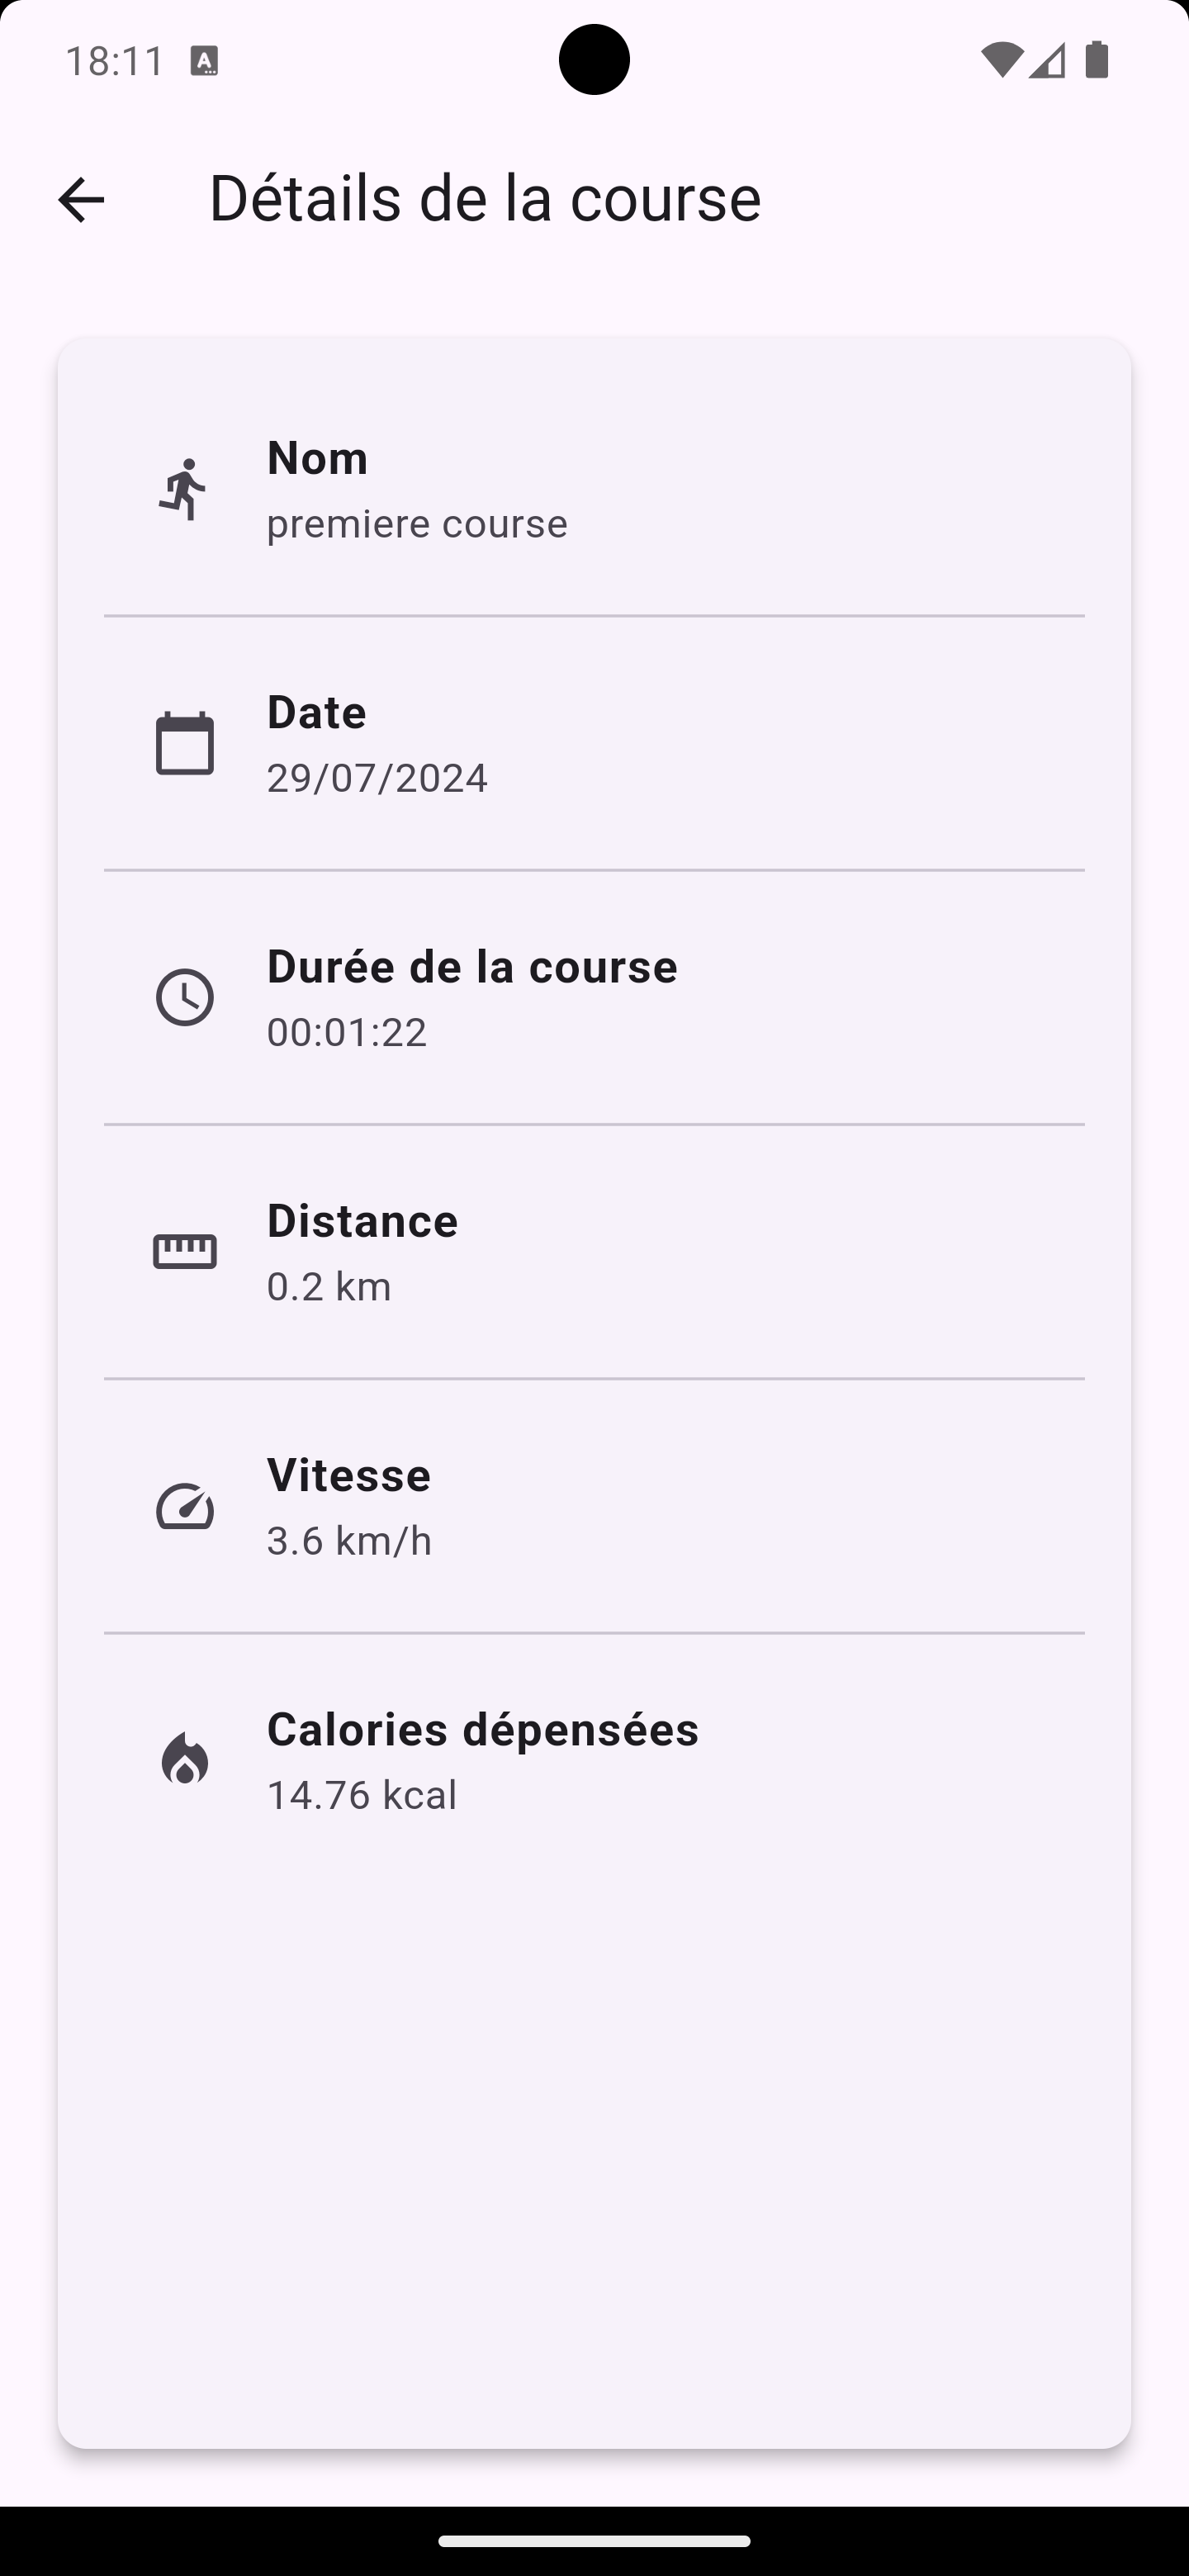 18:11
Détails de la course
Nom
premiere course
Date
29/07/2024
Durée de la course
00:01:22
Distance
0.2 km
Vitesse
3.6 km/h
Calories dépensées
14.76 kcal